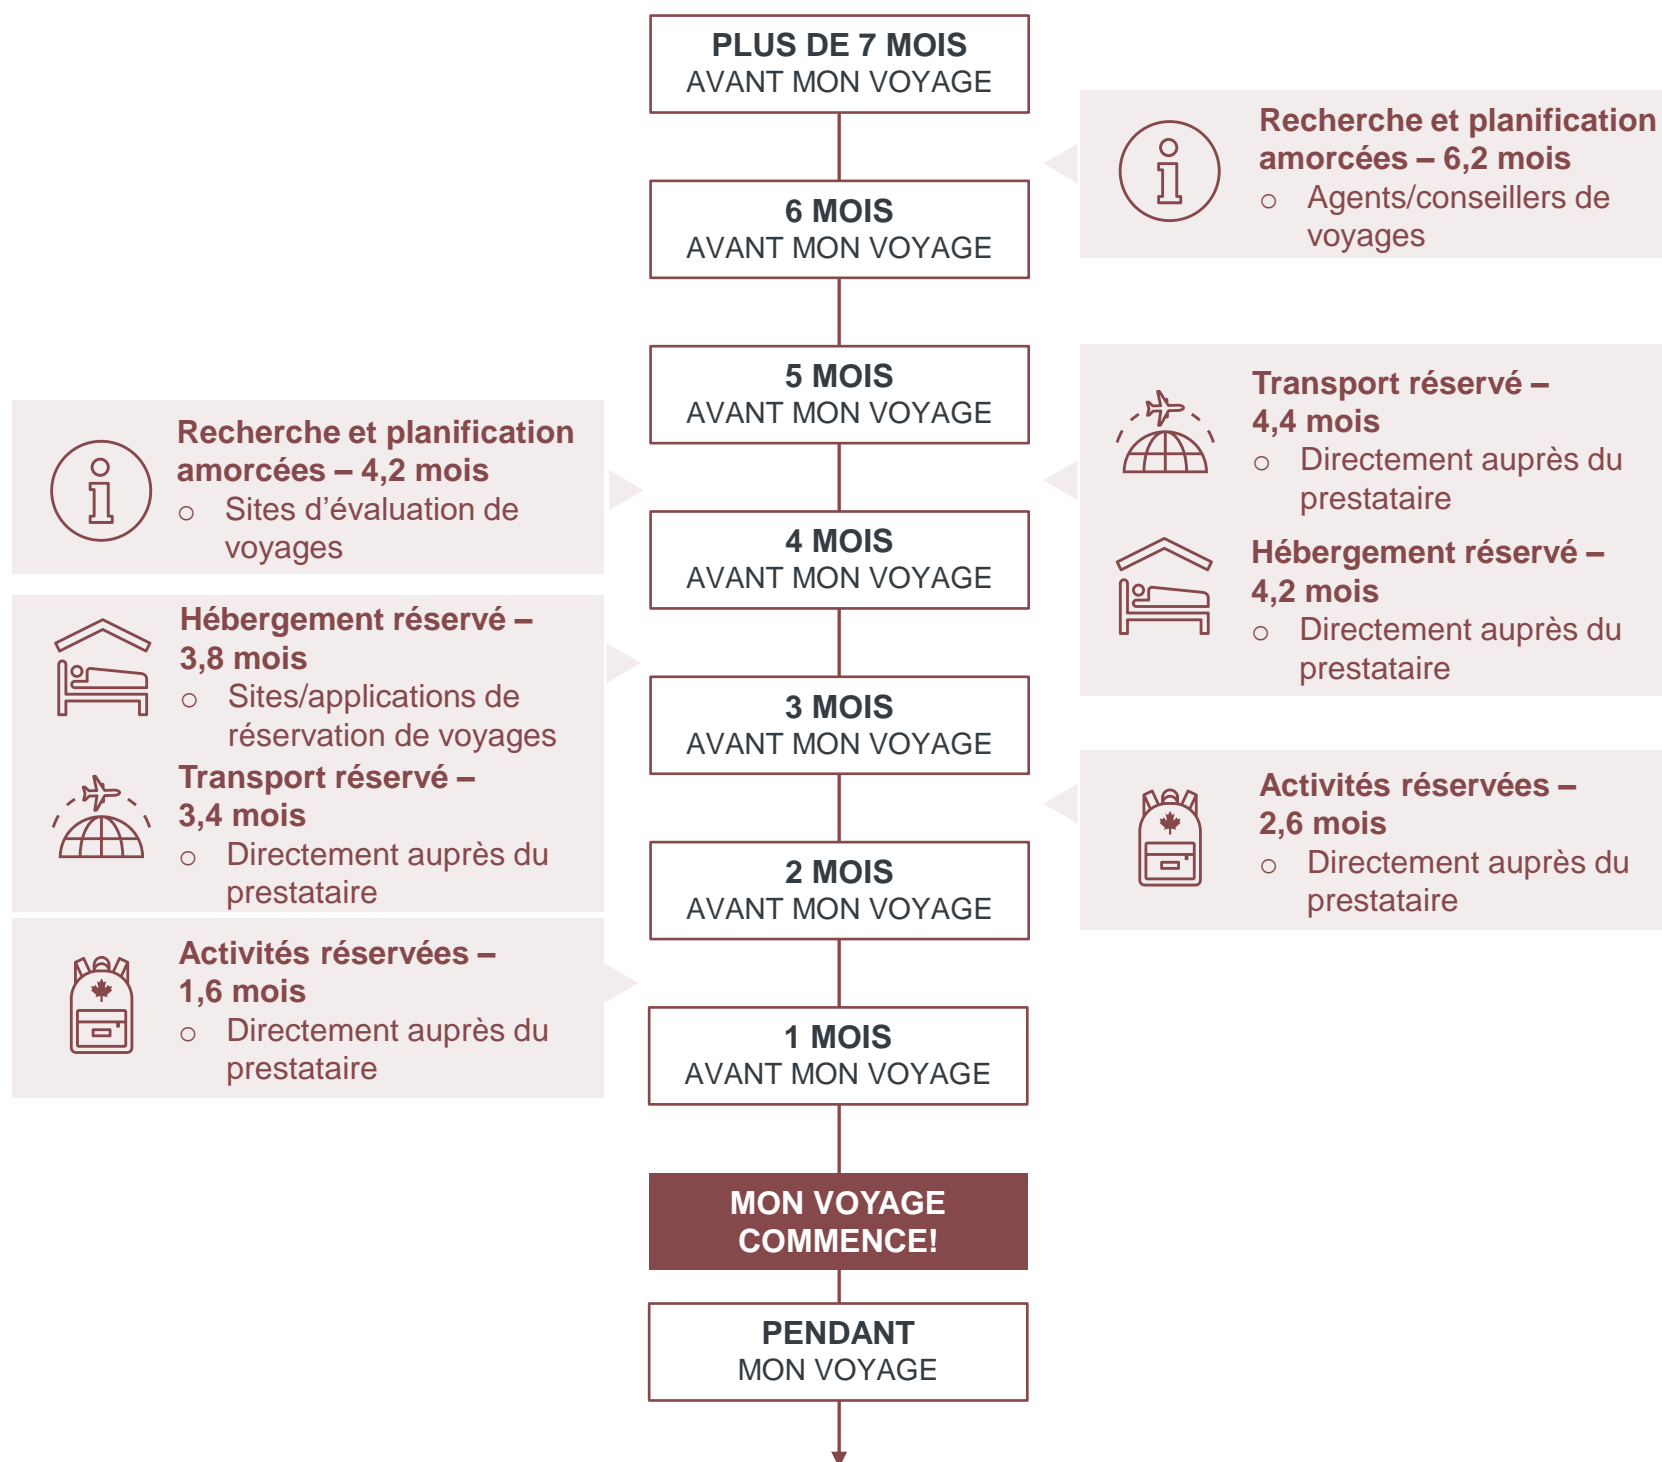 PLUS DE 7 MOIS
AVANT MON VOYAGE
Recherche et planification
amorcées – 6,2 mois
o Agents/conseillers de
voyages
6 MOIS
AVANT MON VOYAGE
5 MOIS
AVANT MON VOYAGE
Transport réservé –
4,4 mois
o Directement auprès du
prestataire
Hébergement réservé –
4,2 mois
o Directement auprès du
prestataire
Recherche et planification
amorcées – 4,2 mois
o Sites d’évaluation de
voyages
4 MOIS
AVANT MON VOYAGE
Hébergement réservé –
3,8 mois
o Sites/applications de
réservation de voyages
Transport réservé –
3,4 mois
o Directement auprès du
prestataire
3 MOIS
AVANT MON VOYAGE
Activités réservées –
2,6 mois
o Directement auprès du
prestataire
2 MOIS
AVANT MON VOYAGE
Activités réservées –
1,6 mois
o Directement auprès du
prestataire
1 MOIS
AVANT MON VOYAGE
MON VOYAGE
COMMENCE!
PENDANT
MON VOYAGE